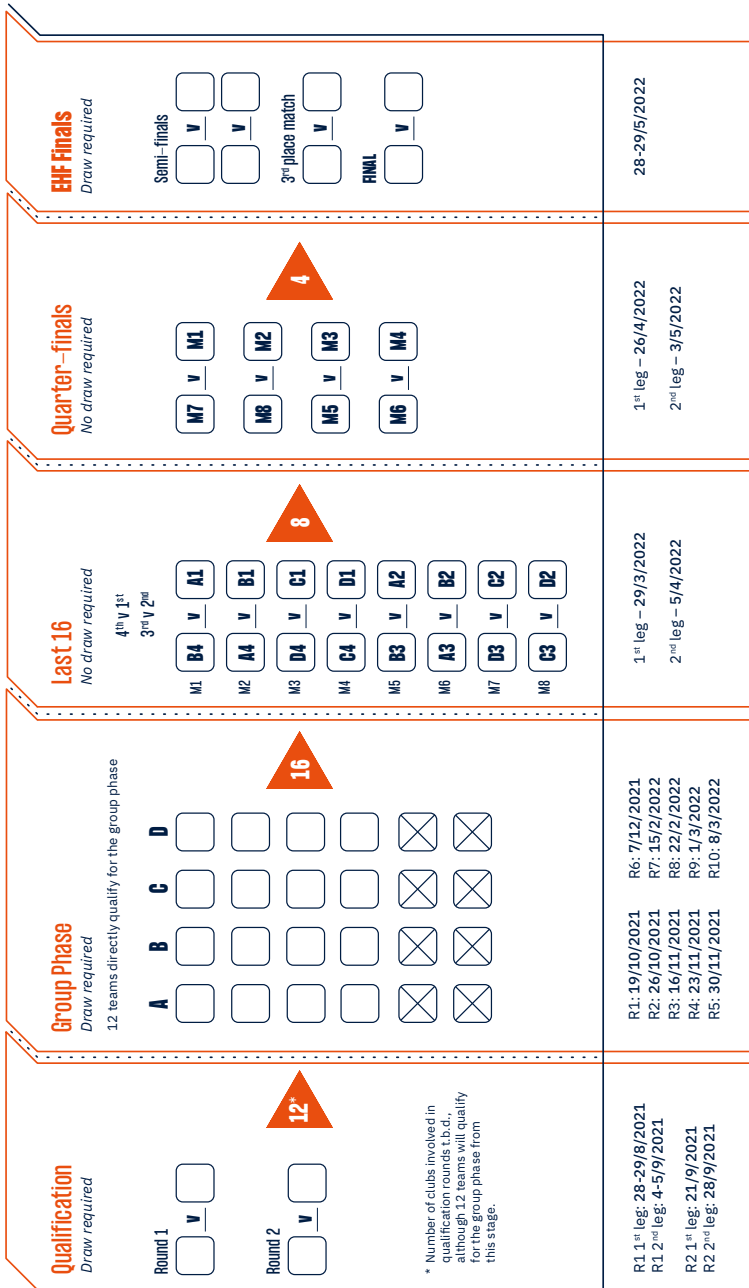 Qualification
Draw required
Round 1
v
Round 2
v
12*
* Number of clubs involved in
qualification rounds t.b.d.,
although 12 teams will qualify
for the group phase from
this stage.
R1 1st leg: 28-29/8/2021
R1 2nd leg: 4-5/9/2021
R2 1st leg: 21/9/2021
R2 2nd leg: 28/9/2021
Group Phase
Draw required
12 teams directly qualify for the group phase
A B C D
16
R1: 19/10/2021
R2: 26/10/2021
R3: 16/11/2021
R4: 23/11/2021
R5: 30/11/2021
R6: 7/12/2021
R7: 15/2/2022
R8: 22/2/2022
R9: 1/3/2022
R10: 8/3/2022
Last 16
No draw required
4th v 1st
3rd v 2nd
M1 B4 v A1
M2 A4 v B1
M3 D4 v C1
M4 C4 v D1
M5 B3 v A2
M6 A3 v B2
M7 D3 v C2
M8 C3 v D2
8
1st leg – 29/3/2022
2nd leg – 5/4/2022
Quarter-finals
No draw required
M7 v M1
M8 v M2
M5 v M3
M6 v M4
4
1st leg – 26/4/2022
2nd leg – 3/5/2022
EHF Finals
Draw required
Semi-finals
v
v
3rd place match
v
FINAL
v
28-29/5/2022